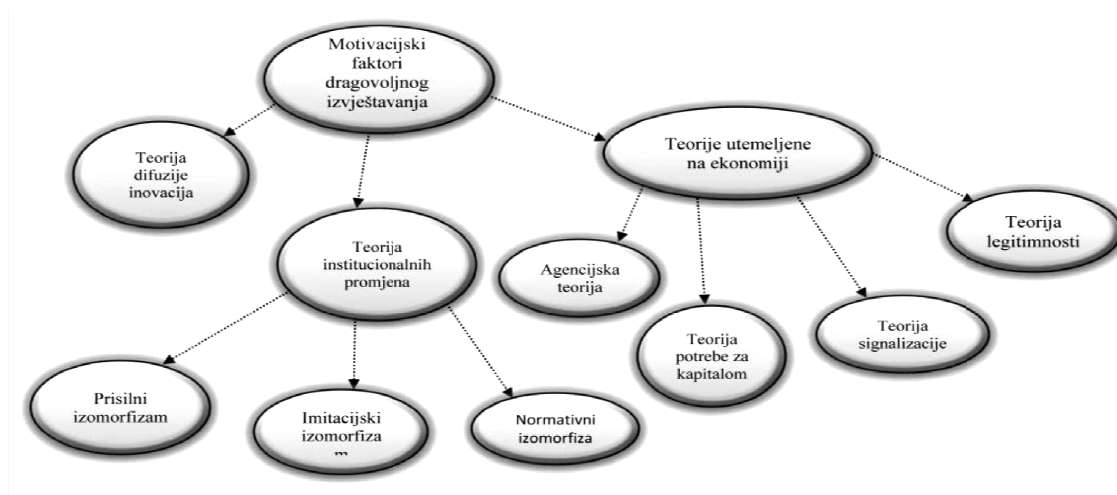 Motivacijski
faktori
dragovoljnog
izvještavanja
Teorija
difuzije
inovacija
Teorije utemeljene
na ekonomiji
Teorija
institucionalnih
promjena
Agencijska
teorija
Teorija
potrebe za
kapitalom
Teorija
signalizacije
Teorija
legitimnosti
Prisilni
izomorfizam
Imitacijski
izomorfiza
m
Normativni
izomorfiza